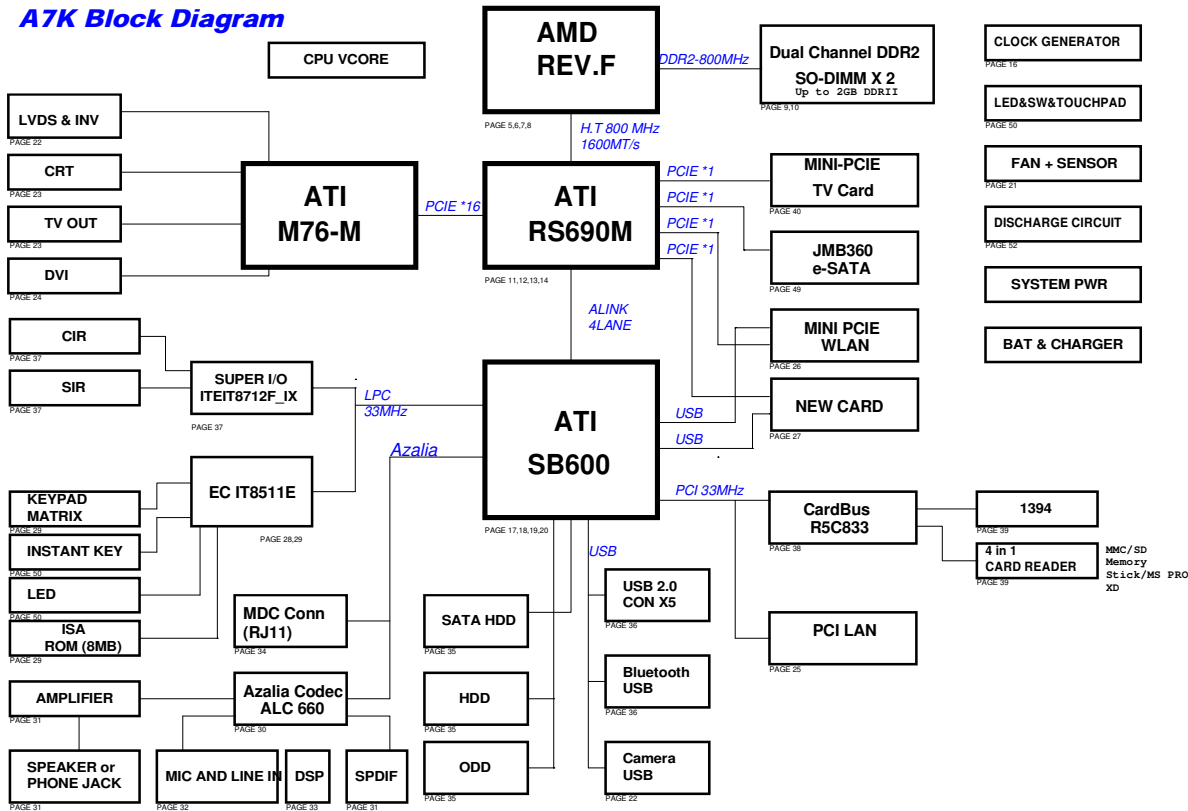 A7K Block Diagram
CPU VCORE
AMD
REV.F
PAGE 5,6,7,8
DDR2-800MHz
Dual Channel DDR2
SO-DIMM X 2
Up to 2GB DDRII
PAGE 9,10
CLOCK GENERATOR
PAGE 16
LED&SW&TOUCHPAD
PAGE 50
FAN + SENSOR
PAGE 21
DISCHARGE CIRCUIT
PAGE 52
SYSTEM PWR
BAT & CHARGER
LVDS & INV
PAGE 22
CRT
PAGE 23
TV OUT
PAGE 23
DVI
PAGE 24
ATI
M76-M
PCIE *16
H.T 800 MHz
1600MT/s
ATI
RS690M
PAGE 11,12,13,14
PCIE *1
PCIE *1
PCIE *1
PCIE *1
MINI-PCIE
TV Card
PAGE 40
JMB360
e-SATA
PAGE 49
MINI PCIE
WLAN
PAGE 26
NEW CARD
PAGE 27
ALINK
4LANE
CIR
PAGE 37
SIR
PAGE 37
SUPER I/O
ITEIT8712F_IX
PAGE 37
LPC
33MHz
Azalia
ATI
SB600
PAGE 17,18,19,20
USB
USB
PCI 33MHz
CardBus
R5C833
PAGE 38
1394
PAGE 39
4 in 1
CARD READER
PAGE 39
MMC/SD
Memory
Stick/MS PRO
XD
PCI LAN
PAGE 25
EC IT8511E
PAGE 28,29
KEYPAD
MATRIX
PAGE 29
INSTANT KEY
PAGE 50
LED
PAGE 50
ISA
ROM (8MB)
PAGE 29
MDC Conn
(RJ11)
PAGE 34
AMPLIFIER
PAGE 31
Azalia Codec
ALC 660
PAGE 30
SPEAKER or
PHONE JACK
PAGE 31
MIC AND LINE IN
PAGE 32
DSP
PAGE 33
SPDIF
PAGE 31
SATA HDD
PAGE 35
HDD
PAGE 35
ODD
PAGE 35
USB
USB 2.0
CON X5
PAGE 36
Bluetooth
USB
PAGE 36
Camera
USB
PAGE 22